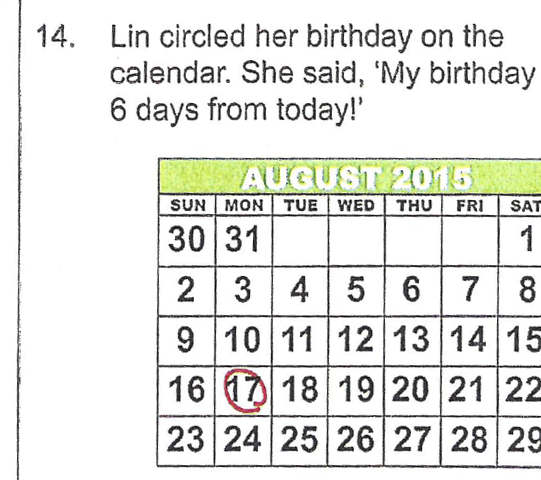 14. Lin circled her birthday on the
calendar. She said, 'My birthday
6 days from today!'
AUGUST 2015
SUN MON TUE WED THU FRI SAT
30 31 1
2 3 4 5 6 7 8
9 10 11 12 13 14 15
16 17 18 19 20 21 22
23 24 25 26 27 28 29